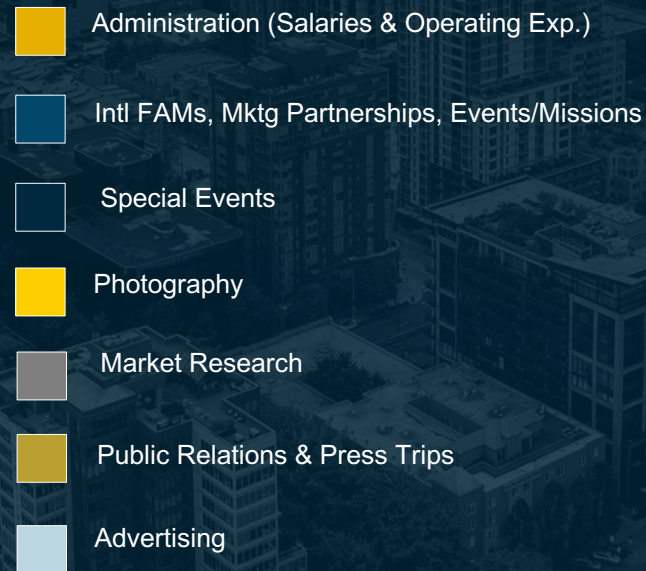 Administration (Salaries & Operating Exp.)
Intl FAMs, Mktg Partnerships, Events/Missions
Special Events
Photography
Market Research
Public Relations & Press Trips
Advertising